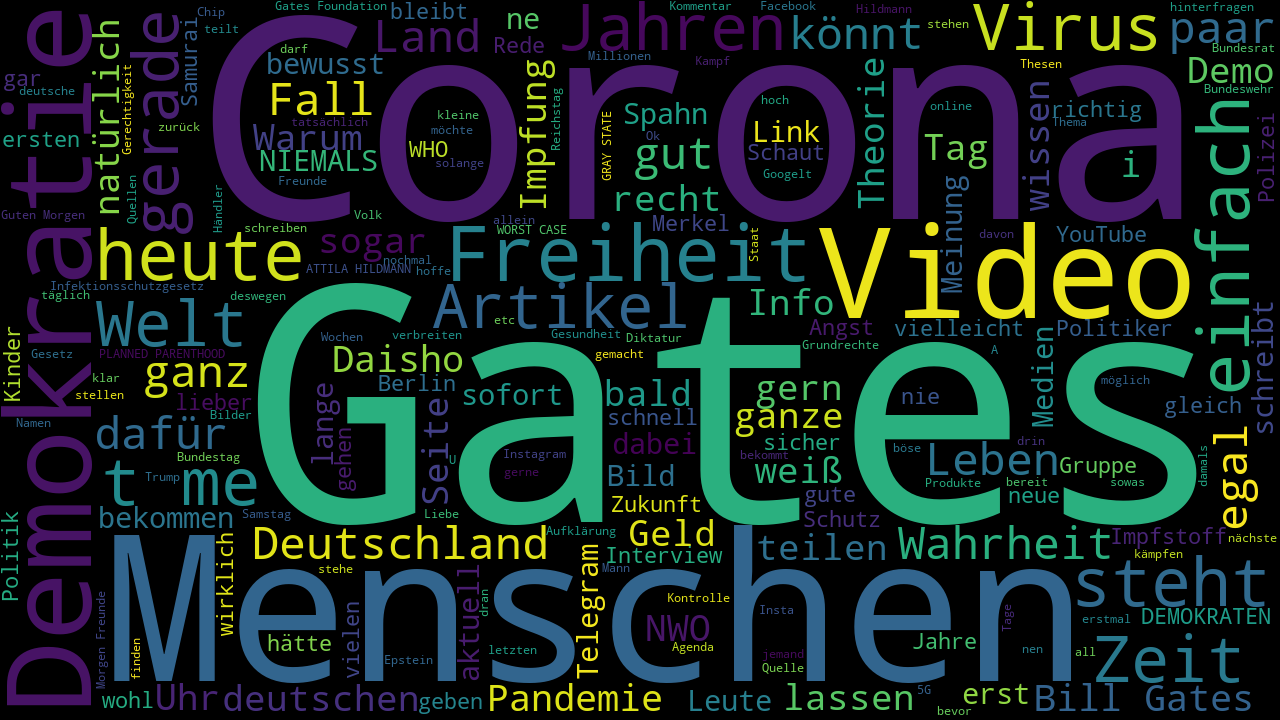 Corona
Gates
Menschen
Demokratie
Video
Freiheit
Jahren
Virus
einfach
Artikel
heute
Welt
gerade
natürlich
Land
könnt
paar
Demo
Fall
Warum
NIEMALS
bewusst
bleibt
ne
Rede
Samurai
Chip
teilt
Gates Foundation
Kommentar
Facebook
Hildmann
hinterfragen
stehen
Bundesrat
Bundeswehr
Millionen
Kampf
Thesen
darf
gar
deutsche
ersten
Gerechtigkeit
zurück
tatsächlich
kleine
möchte
WHO
solange
Freunde
Impfung
Reichstag
GRAY STATE
Spahn
hoch
Ok
gut
recht
Link
Schaut
Googelt
Theorie
online
Tag
richtig
Thema
wissen
i
Polizei
Guten Morgen
Quellen
Händler
schreiben
Volk
allein
WORST CASE
Merkel
Staat
Meinung
davon
YouTube
sogar
ATTILA HILDMANN
nochmal
hoffe
Infektionsschutzgesetz
täglich
deswegen
etc
Info
Kinder
Gesetz
PLANNED PARENTHOOD
Wochen
verbreiten
Gesundheit
Diktatur
Angst
Grundrechte
vielleicht
Politiker
A
schreibt
ganz
klar
stellen
lieber
Daisho
Berlin
gemacht
sofort
bald
gern
ganze
nie
Medien
möglich
gleich
Namen
Bilder
lange
gehen
Seite
schnell
dabei
sicher
dafür
Bundestag
Trump
t
me
U
Instagram
gerne
Bild
bekommt
weiß
böse
drin
Leben
Gruppe
Produkte
bereit
sowas
neue
damals
egal
bekommen
Samstag
Liebe
Zukunft
gute
Schutz
Politik
wirklich
Deutschland
Aufklärung
Geld
Interview
teilen
Wahrheit
Impfstoff
nächste
kämpfen
stehe
Mann
steht
Morgen Freunde
finden
hätte
vielen
Epstein
aktuell
dran
letzten
Telegram
Kontrolle
NWO
Agenda
Insta
jemand
Quelle
Jahre
Tage
nen
erstmal
all
DEMOKRATEN
Zeit
wohl
Uhr
deutschen
geben
Pandemie
Leute
lassen
5G
bevor
erst
Bill Gates